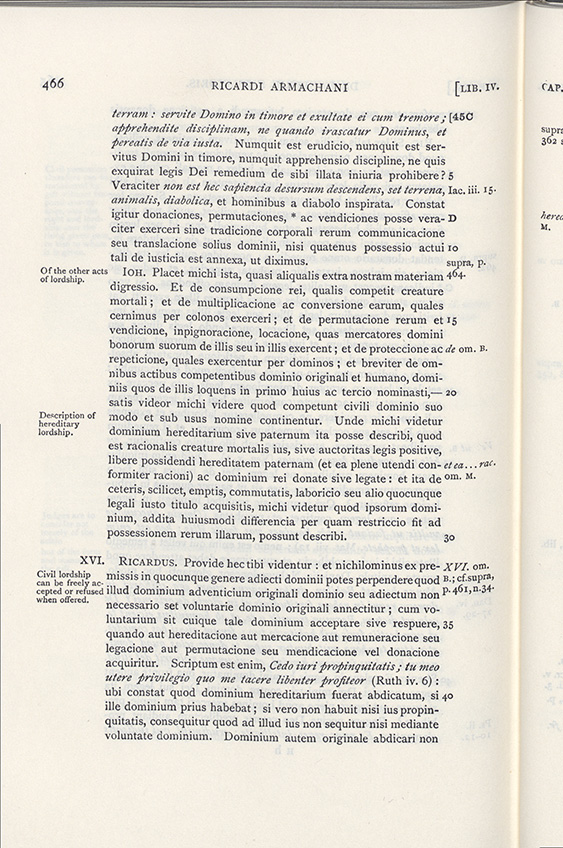 466 RICARDI ARMACHANI [LIB. IV.
terram : servite Domino in timore et exultate ei cum tremore ; [45C
apprehendite disciplinam, ne quando irascatur Dominus, et
pereatis de via iusta. Numquit est erudicio, numquit est ser-
vitus Domini in timore, numquit apprehensio discipline, ne quis
exquirat legis Dei remedium de sibi illata iniuria prohibere ? 5
Veraciter non est hec sapiencia desursum descendens, set terrena, Iac. iii. 15.
animalis, diabolica, et hominibus a diabolo inspirata. Constat
igitur donaciones, permutaciones, * ac vendiciones posse vera- D
citer exerceri sine tradicione corporali rerum communicacione
seu translacione solius dominii, nisi quatenus possessio actui 10
tali de iusticia est annexa, ut diximus. supra, p.
Of the other acts IOH. Placet michi ista, quasi aliqualis extra nostram materiam 464.
of lordship. digressio. Et de consumpcione rei, qualis competit creature
mortali ; et de multiplicacione ac conversione earum, quales
cernimus per colonos exerceri ; et de permutacione rerum et 15
vendicione, inpignoracione, locacione, quas mercatores domini
bonorum suorum de illis seu in illis exercent ; et de proteccione ac de om. B.
repeticione, quales exercentur per dominos ; et breviter de om-
nibus actibus competentibus dominio originali et humano, domi-
niis quos de illis loquens in primo huius ac tercio nominasti,— 20
satis videor michi videre quod competunt civili dominio suo
Description of modo et sub usus nomine continentur. Unde michi videtur
hereditary dominium hereditarium sive paternum ita posse describi, quod
lordship. est racionalis creature mortalis ius, sive auctoritas legis positive,
libere possidendi hereditatem paternam (et ea plene utendi con- et ea . . . rac.
formiter racioni) ac dominium rei donate sive legate : et ita de om. M.
ceteris, scilicet, emptis, commutatis, laboricio seu alio quocunque
legali iusto titulo acquisitis, michi videtur quod ipsorum domi-
nium, addita huiusmodi differencia per quam restriccio fit ad
possessionem rerum illarum, possunt describi. 30
XVI. RICARDUS. Provide hec tibi videntur : et nichilominus ex pre- XVI. om.
Civil lordship missis in quocunque genere adiecti dominii potes perpendere quod B. ; cf. supra,
can be freely ac- illud dominium adventicium originali dominio seu adiectum non p. 461, n. 34.
cepted or refused necessario set voluntarie dominio originali annectitur ; cum vo-
when offered. luntarium sit cuique tale dominium acceptare sive respuere, 35
quando aut hereditacione aut mercacione aut remuneracione seu
legacione aut permutacione seu mendicacione vel donacione
acquiritur. Scriptum est enim, Cedo iuri propinquitatis ; tu meo
utere privilegio quo me tacere libenter profiteor (Ruth iv. 6) :
ubi constat quod dominium hereditarium fuerat abdicatum, si 40
ille dominium prius habebat ; si vero non habuit nisi ius propin-
quitatis, consequitur quod ad illud ius non sequitur nisi mediante
voluntate dominium. Dominium autem originale abdicari non
CAP.
supra
362
M.